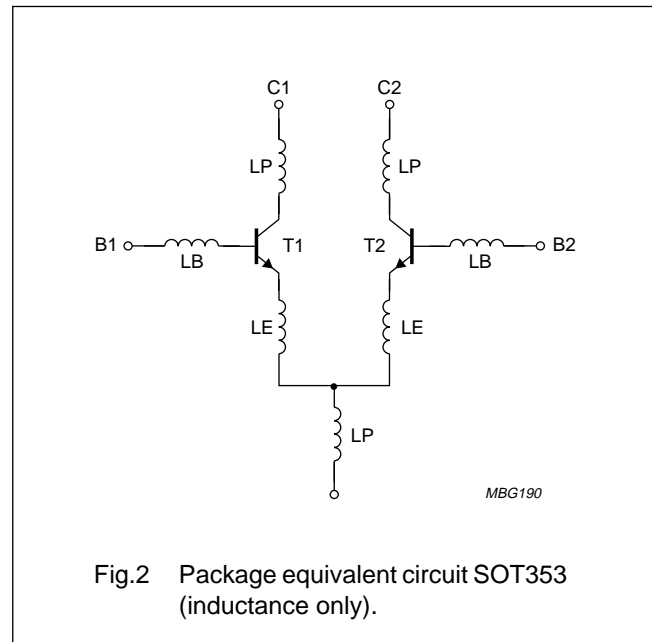 C1 C2
LP LP
B1 T1 T2 B2
LB LB
LE LE
LP
MBG190
Fig.2 Package equivalent circuit SOT353
(inductance only).